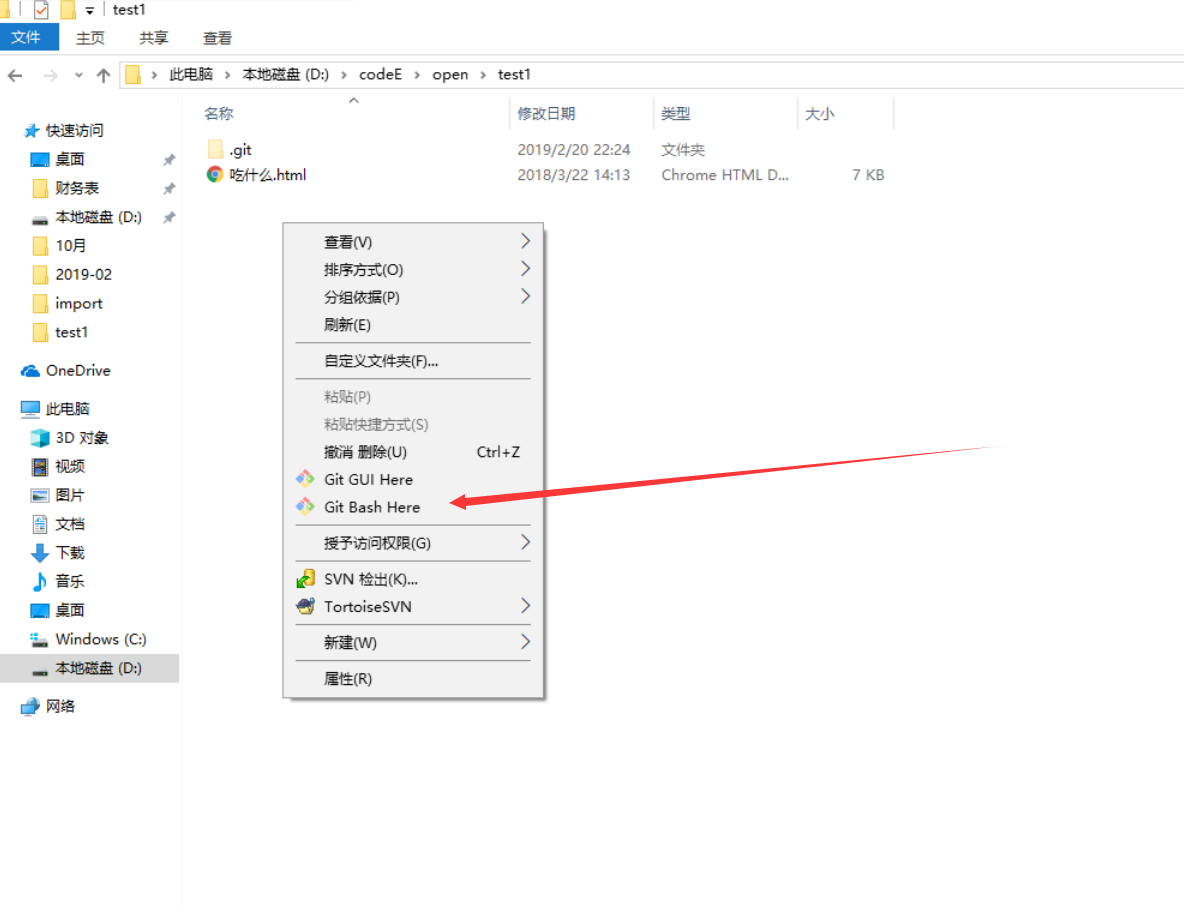 test1
文件 主页 共享 查看
此电脑 › 本地磁盘 (D:) › codeE › open › test1
名称 修改日期 类型 大小
.git 2019/2/20 22:24 文件夹
吃什么.html 2018/3/22 14:13 Chrome HTML D... 7 KB
快速访问
桌面
财务表
本地磁盘 (D:)
10月
2019-02
import
test1
OneDrive
此电脑
3D 对象
视频
图片
文档
下载
音乐
桌面
Windows (C:)
本地磁盘 (D:)
网络
查看(V)
排序方式(O)
分组依据(P)
刷新(E)
自定义文件夹(F)...
粘贴(P)
粘贴快捷方式(S)
撤消 删除(U) Ctrl+Z
Git GUI Here
Git Bash Here
授予访问权限(G)
SVN 检出(K)...
TortoiseSVN
新建(W)
属性(R)